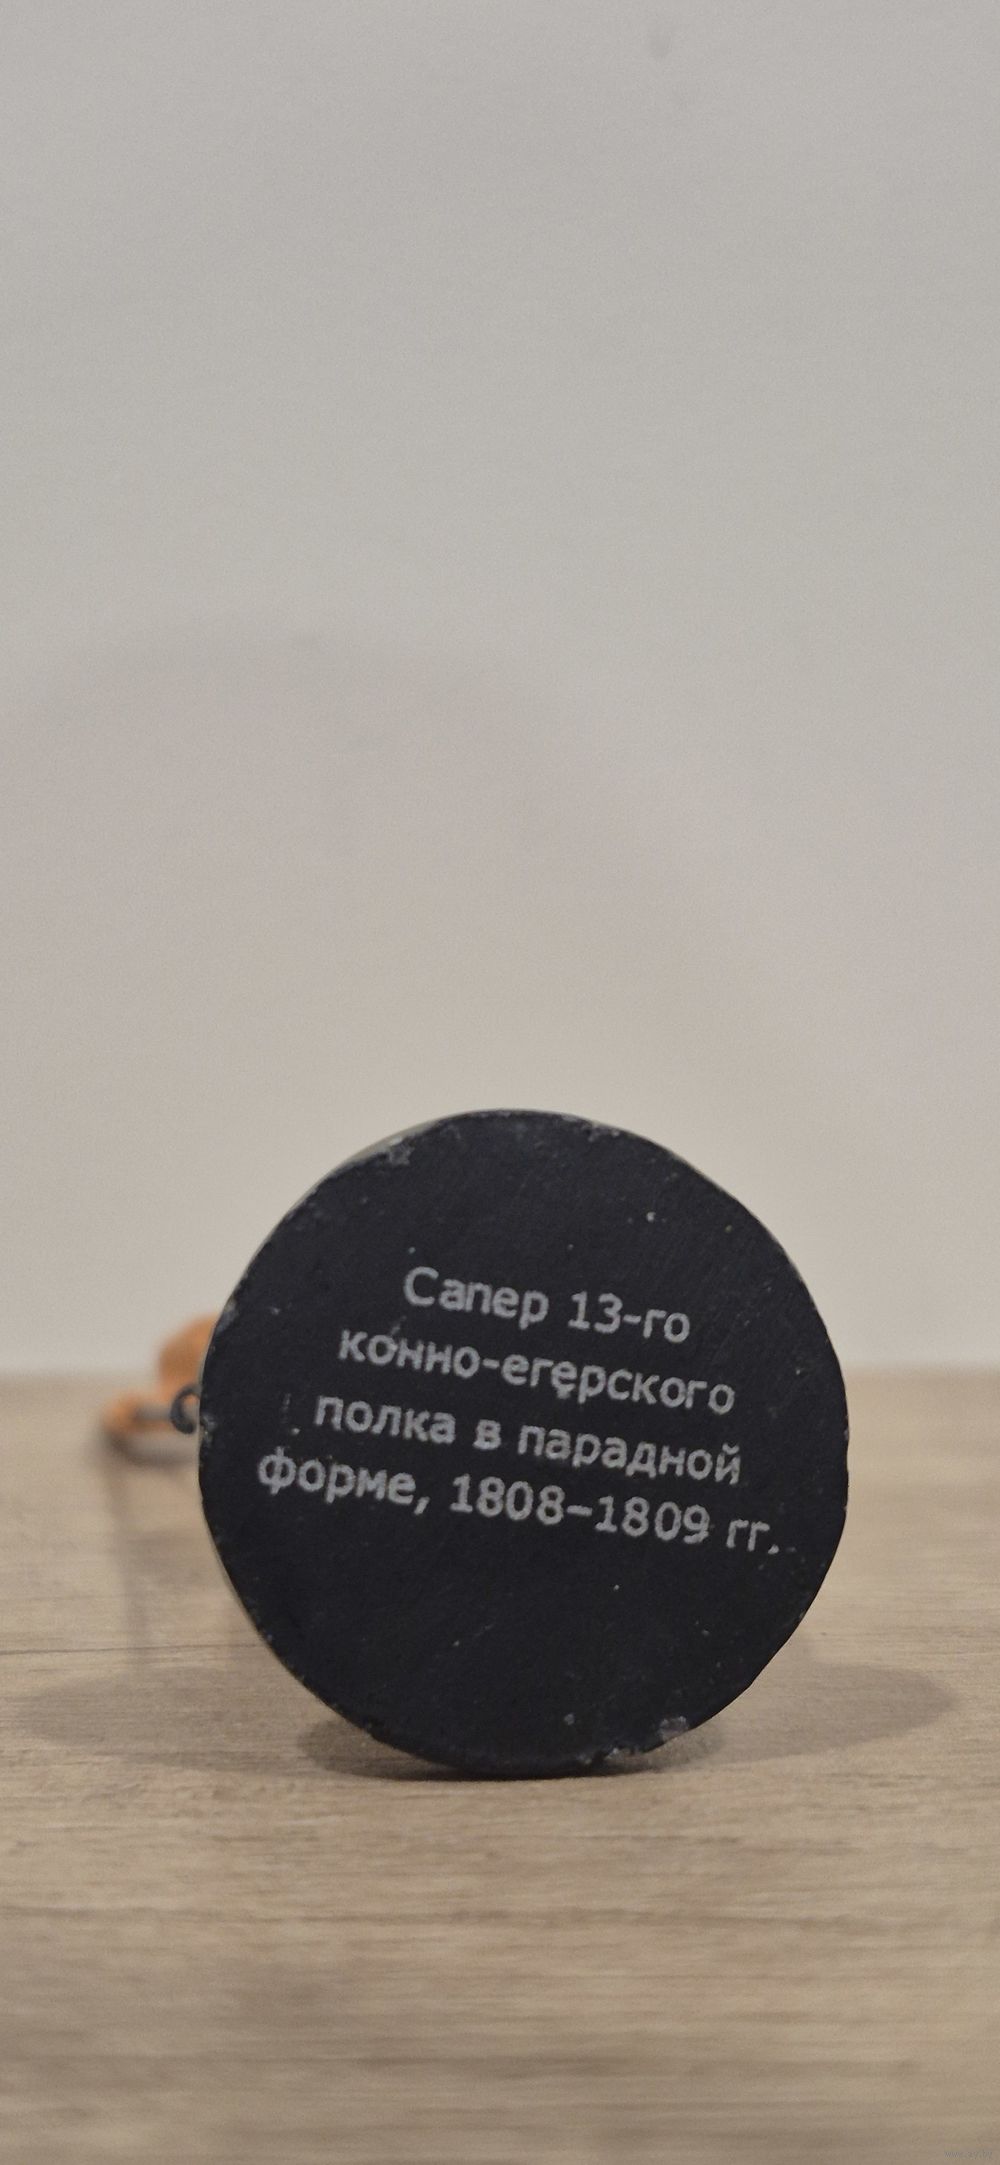 Сапер 13-го
конно-егерского
полка в парадной
форме, 1808–1809 гг.